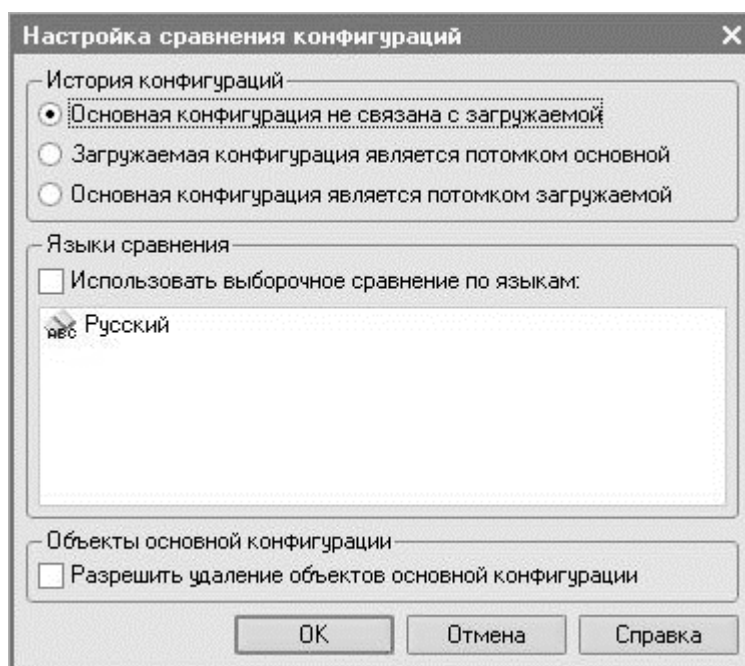 Настройка сравнения конфигураций
История конфигураций
Основная конфигурация не связана с загружаемой
Загружаемая конфигурация является потомком основной
Основная конфигурация является потомком загружаемой
Языки сравнения
Использовать выборочное сравнение по языкам:
ABC Русский
Объекты основной конфигурации
Разрешить удаление объектов основной конфигурации
OK Отмена Справка